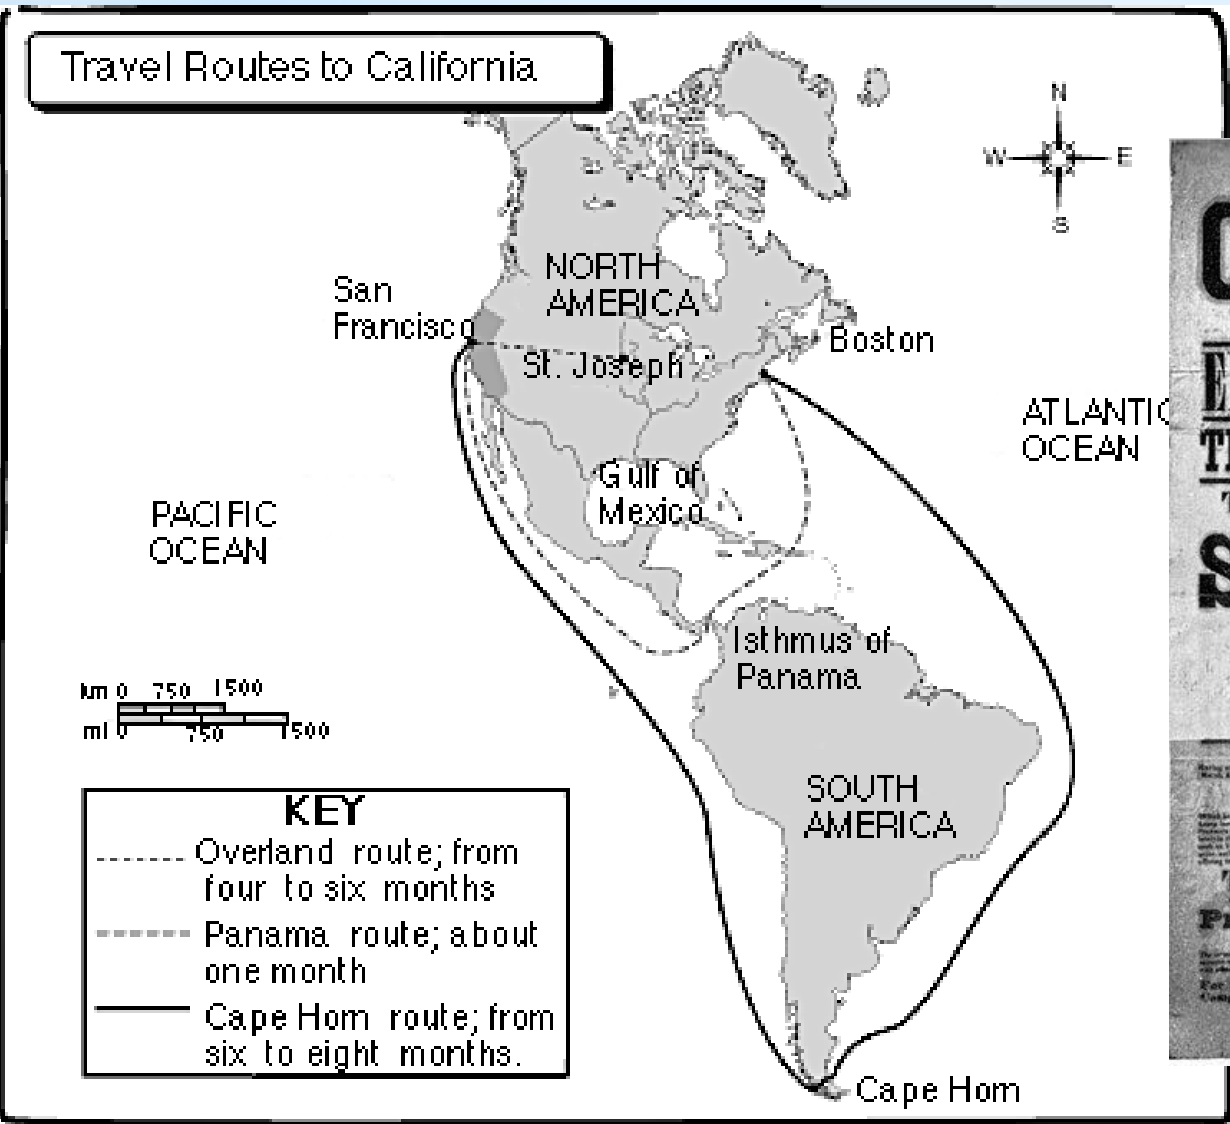 Travel Routes to California
N
W E
S
NORTH
AMERICA
San
Francisco
St. Joseph
Boston
ATLANTIC
OCEAN
Gulf of
Mexico
PACIFIC
OCEAN
Isthmus of
Panama
km 0 750 1500
mi 0 750 1500
SOUTH
AMERICA
KEY
Overland route; from
four to six months
Panama route; about
one month
Cape Horn route; from
six to eight months.
Cape Horn